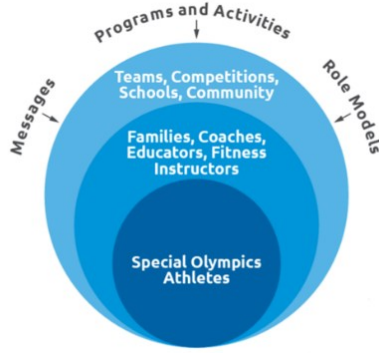 Programs and Activities
Messages
Role Models
Teams, Competitions,
Schools, Community
Families, Coaches,
Educators, Fitness
Instructors
Special Olympics
Athletes